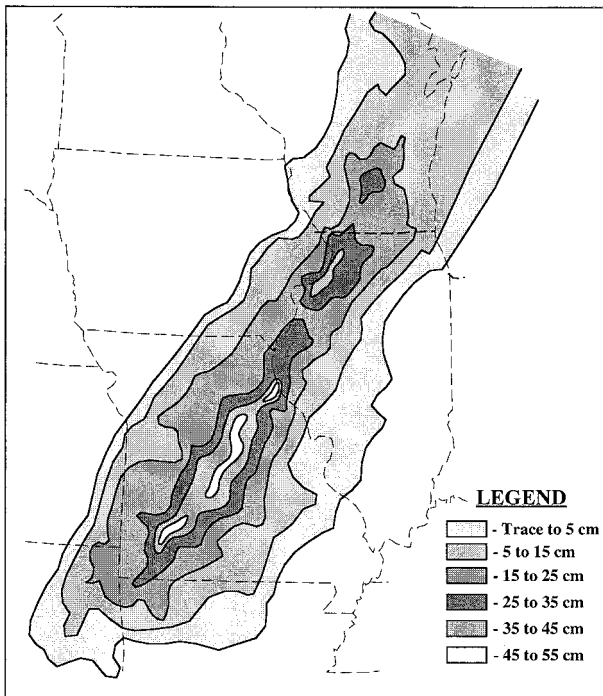 LEGEND
- Trace to 5 cm
- 5 to 15 cm
- 15 to 25 cm
- 25 to 35 cm
- 35 to 45 cm
- 45 to 55 cm